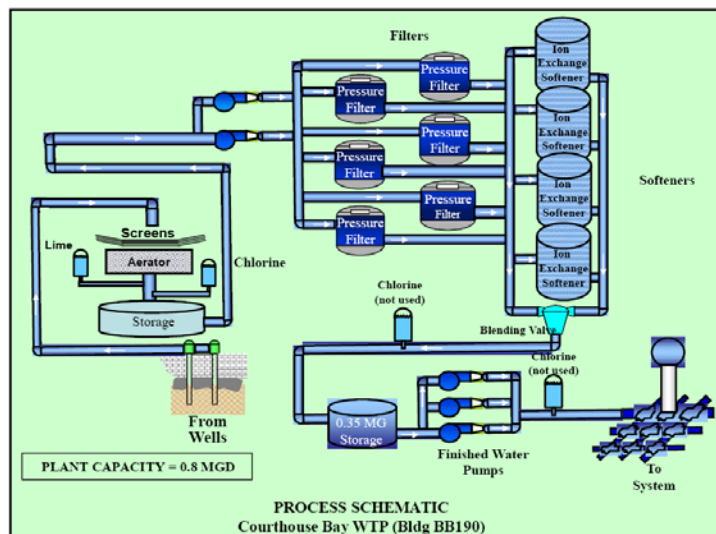 Filters
Pressure
Filter
Pressure
Filter
Pressure
Filter
Pressure
Filter
Pressure
Filter
Pressure
Filter
Ion
Exchange
Softener
Ion
Exchange
Softener
Ion
Exchange
Softener
Ion
Exchange
Softener
Softeners
Screens
Lime
Aerator
Chlorine
Storage
From
Wells
Chlorine
(not used)
Blending Valve
Chlorine
(not used)
0.35 MG
Storage
Finished Water
Pumps
To
System
PLANT CAPACITY = 0.8 MGD
PROCESS SCHEMATIC
Courthouse Bay WTP (Bldg BB190)